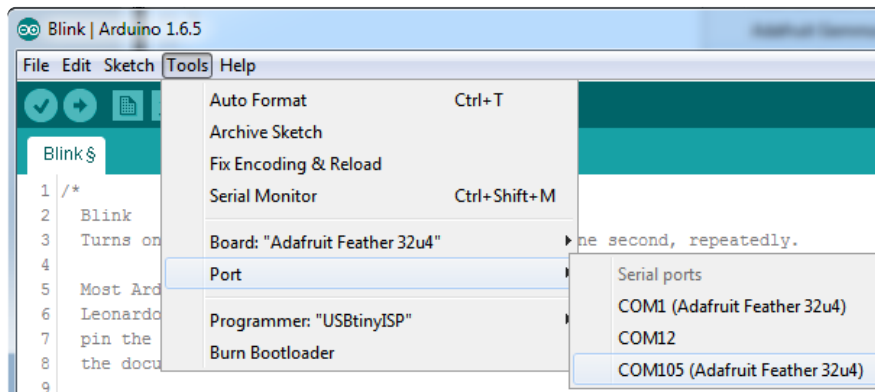 Blink | Arduino 1.6.5
File Edit Sketch Tools Help
Auto Format Ctrl+T
Archive Sketch
Fix Encoding & Reload
Serial Monitor Ctrl+Shift+M
Board: "Adafruit Feather 32u4"
Port
Programmer: "USBtinyISP"
Burn Bootloader
Serial ports
COM1 (Adafruit Feather 32u4)
COM12
COM105 (Adafruit Feather 32u4)
Blink §
1 /*
2 Blink
3 Turns on ne second, repeatedly.
4
5 Most Ard
6 Leonardo
7 pin the
8 the docu
9